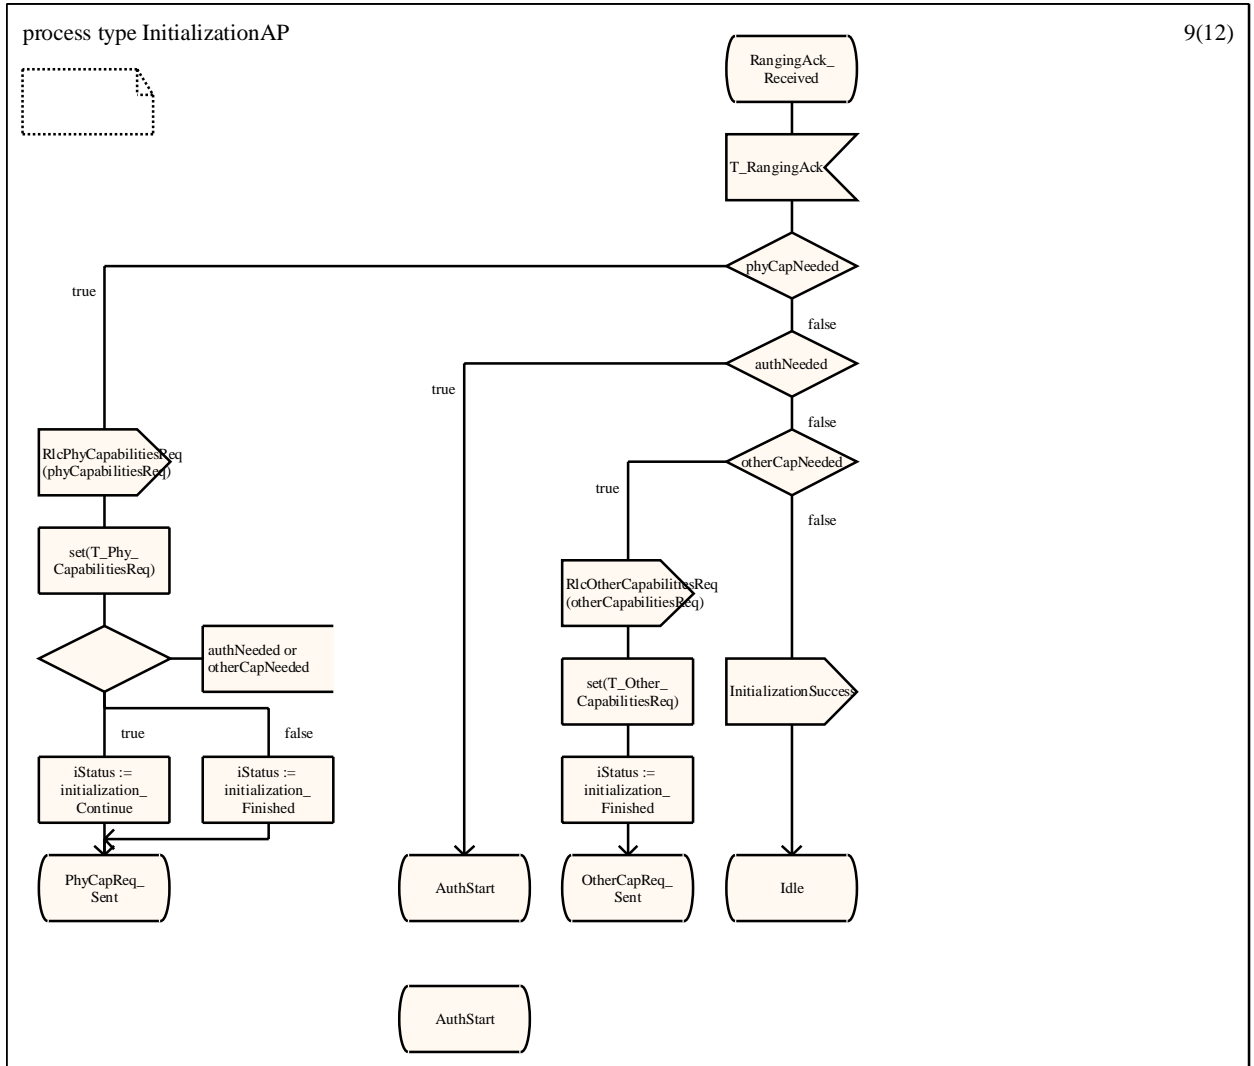 process type InitializationAP
9(12)
RangingAck_
Received
T_RangingAck
phyCapNeeded
true
false
authNeeded
true
false
RlcPhyCapabilitiesReq
(phyCapabilitiesReq)
otherCapNeeded
true
false
set(T_Phy_
CapabilitiesReq)
RlcOtherCapabilitiesReq
(otherCapabilitiesReq)
authNeeded or
otherCapNeeded
set(T_Other_
CapabilitiesReq)
InitializationSuccess
true
false
iStatus :=
initialization_
Continue
iStatus :=
initialization_
Finished
iStatus :=
initialization_
Finished
PhyCapReq_
Sent
AuthStart
OtherCapReq_
Sent
Idle
AuthStart